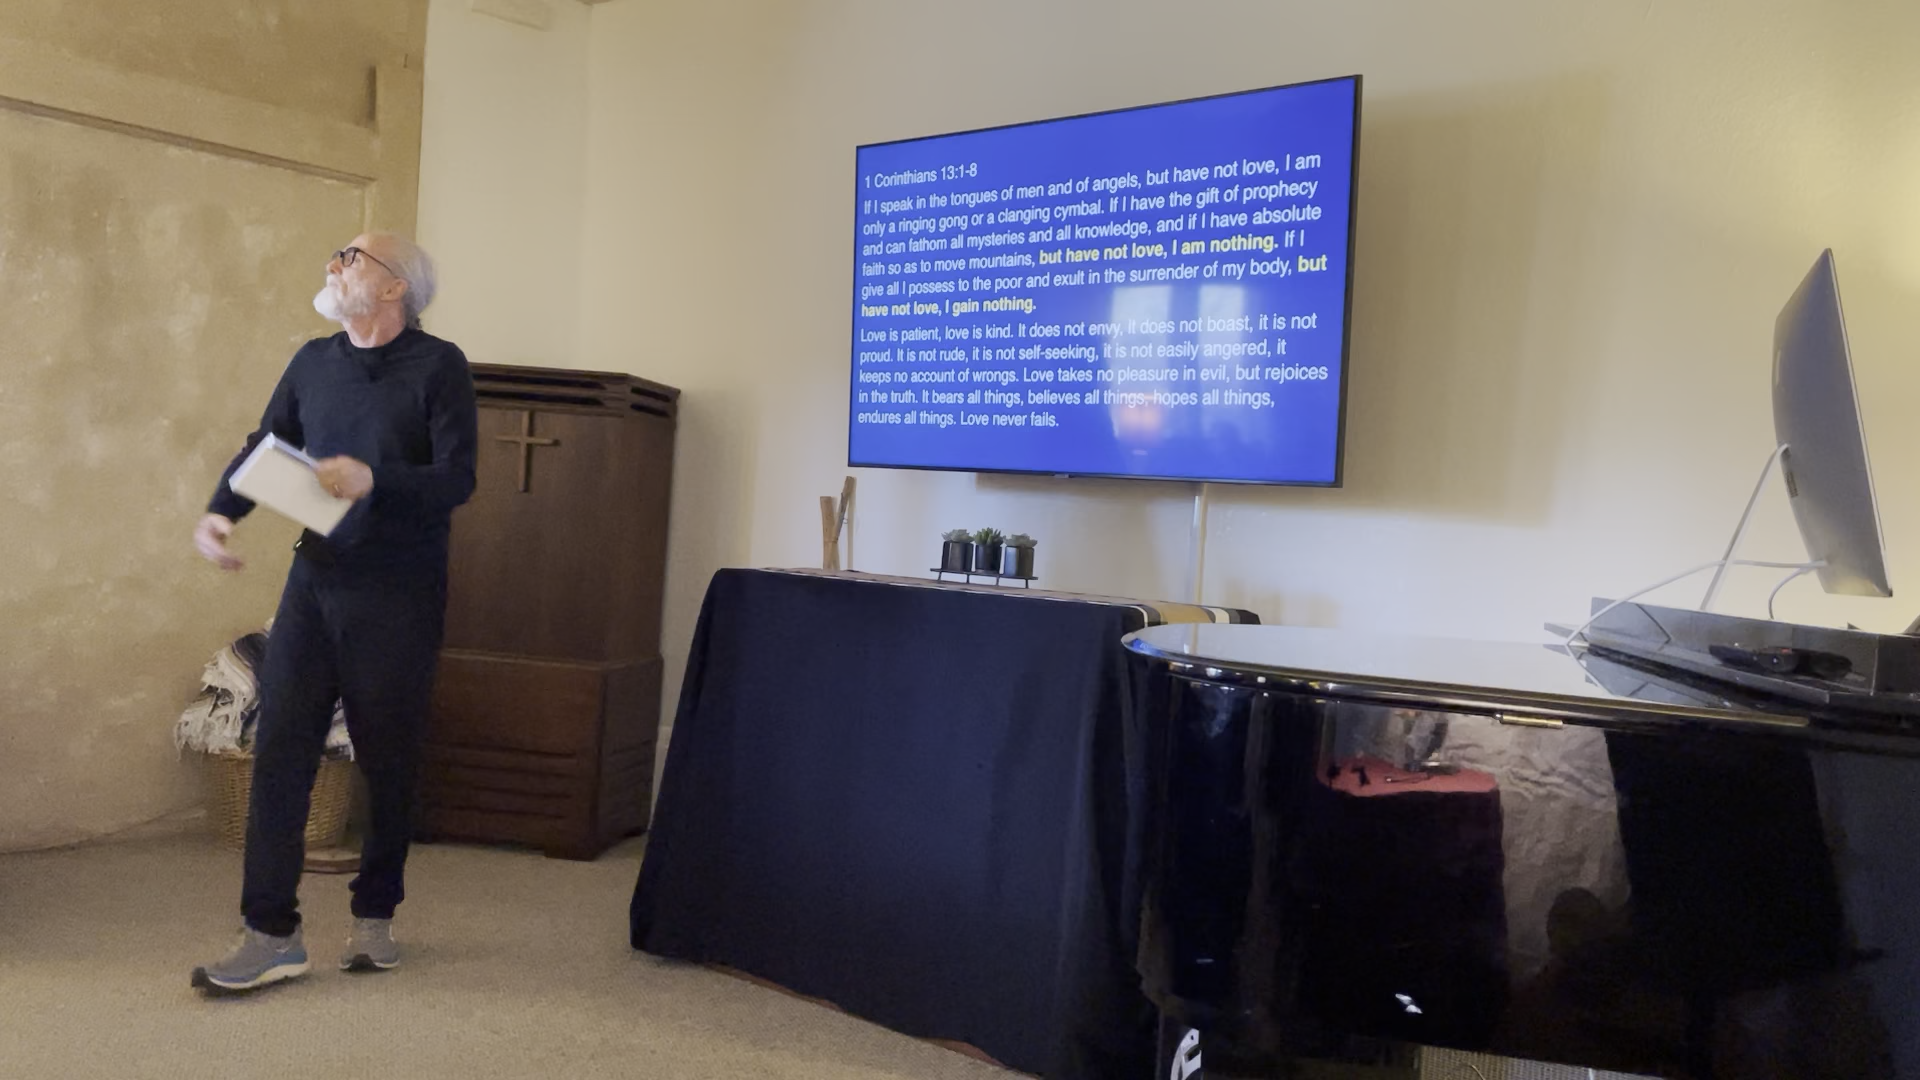 1 Corinthians 13:1-8
If I speak in the tongues of men and of angels, but have not love, I am
only a ringing gong or a clanging cymbal. If I have the gift of prophecy
and can fathom all mysteries and all knowledge, and if I have absolute
faith so as to move mountains, but have not love, I am nothing. If I
give all I possess to the poor and exult in the surrender of my body, but
have not love, I gain nothing.
Love is patient, love is kind. It does not envy, it does not boast, it is not
proud. It is not rude, it is not self-seeking, it is not easily angered, it
keeps no account of wrongs. Love takes no pleasure in evil, but rejoices
in the truth. It bears all things, believes all things, hopes all things,
endures all things. Love never fails.